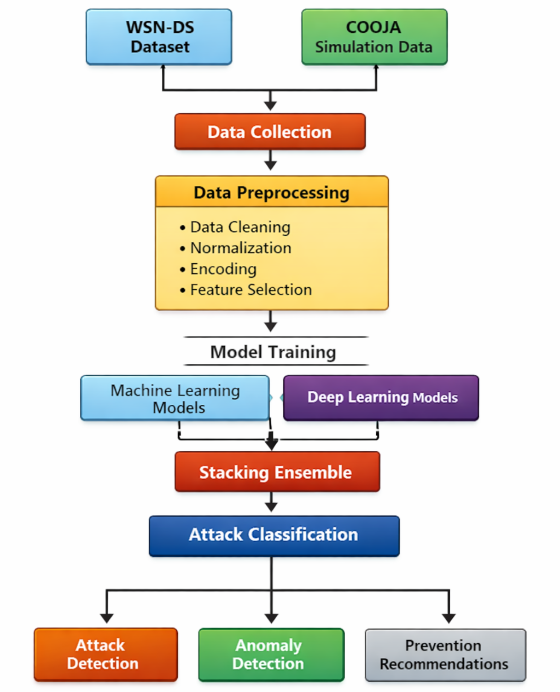 WSN-DS
Dataset
COOJA
Simulation Data
Data Collection
Data Preprocessing
• Data Cleaning
• Normalization
• Encoding
• Feature Selection
Model Training
Machine Learning
Models
Deep Learning Models
Stacking Ensemble
Attack Classification
Attack
Detection
Anomaly
Detection
Prevention
Recommendations